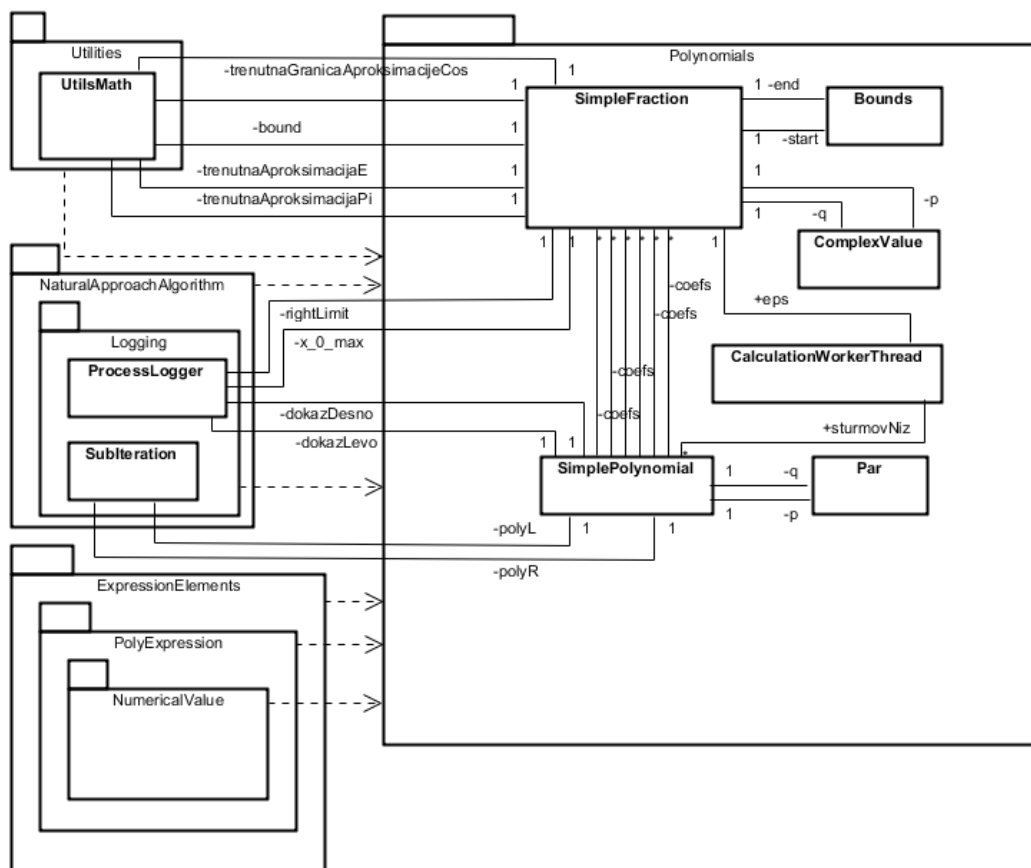 Utilities
UtilsMath
Polynomials
-trenutnaGranicaAproksimacijeCos
1
SimpleFraction
1
1 -end
Bounds
-bound
1
1
-start
-trenutnaAproksimacijaE
1
1
-trenutnaAproksimacijaPi
1
1
-q
-p
ComplexValue
1
1
*
*
*
*
*
*
1
NaturalApproachAlgorithm
-coefs
+eps
-rightLimit
-coefs
Logging
-x_0_max
CalculationWorkerThread
ProcessLogger
-coefs
-dokazDesno
-coefs
+sturmovNiz
-dokazLevo
1
1
*
SubIteration
SimplePolynomial
1
-q
Par
1
-p
-polyL
1
1
-polyR
ExpressionElements
PolyExpression
NumericalValue